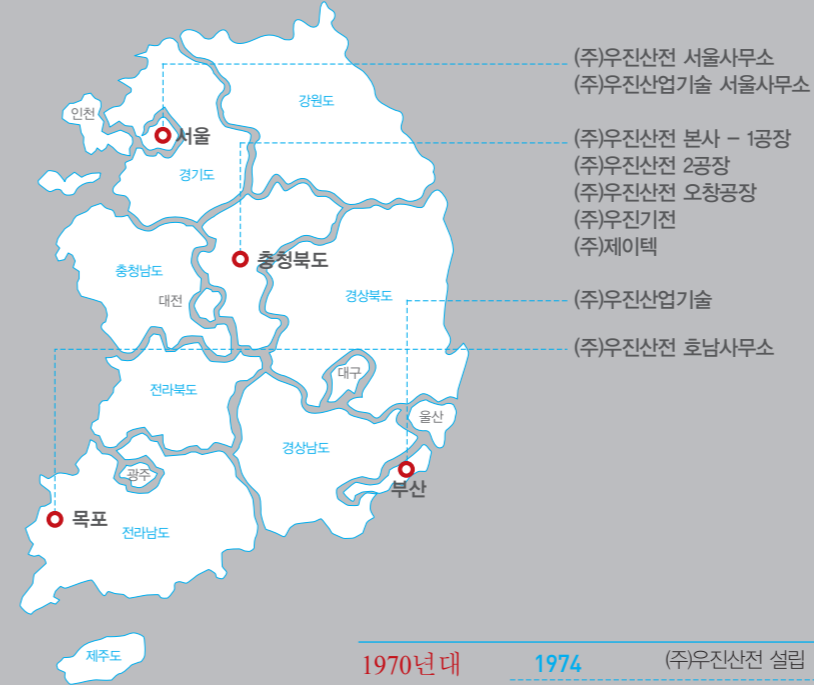 (주)우진산전 서울사무소
(주)우진산업기술 서울사무소
강원도
인천
서울
(주)우진산전 본사 - 1공장
(주)우진산전 2공장
경기도
(주)우진산전 오창공장
(주)우진기전
(주)제이텍
충청북도
충청남도
대전
경상북도
(주)우진산업기술
(주)우진산전 호남사무소
대구
전라북도
울산
경상남도
광주
부산
목포
전라남도
제주도
1970년대 1974 (주)우진산전 설립